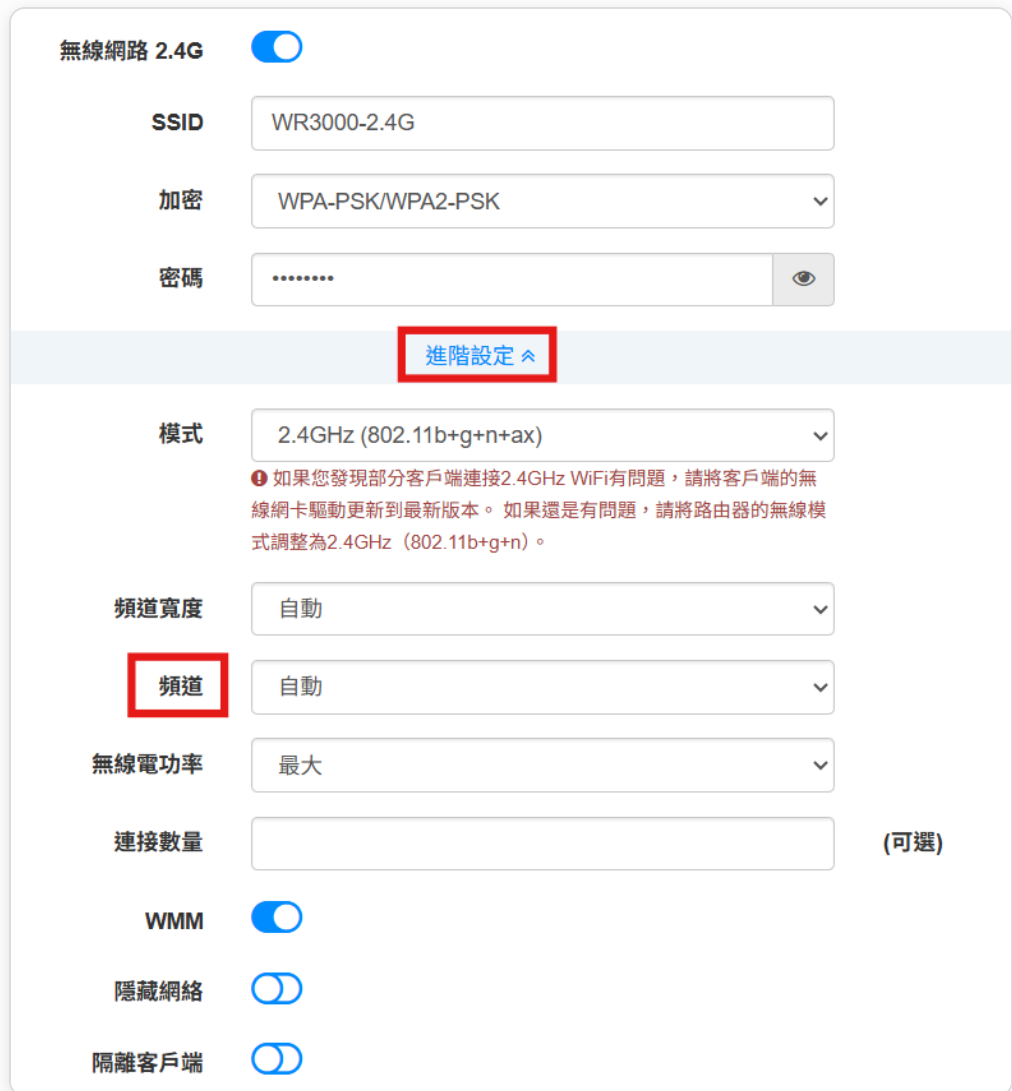 無線網路 2.4G
SSID WR3000-2.4G
加密 WPA-PSK/WPA2-PSK
密碼 ••••••••
進階設定
模式 2.4GHz (802.11b+g+n+ax)
如果您發現部分客戶端連接2.4GHz WiFi有問題，請將客戶端的無
線網卡驅動更新到最新版本。 如果還是有問題，請將路由器的無線模
式調整為2.4GHz（802.11b+g+n）。
頻道寬度 自動
頻道 自動
無線電功率 最大
連接數量 (可選)
WMM
隱藏網絡
隔離客戶端